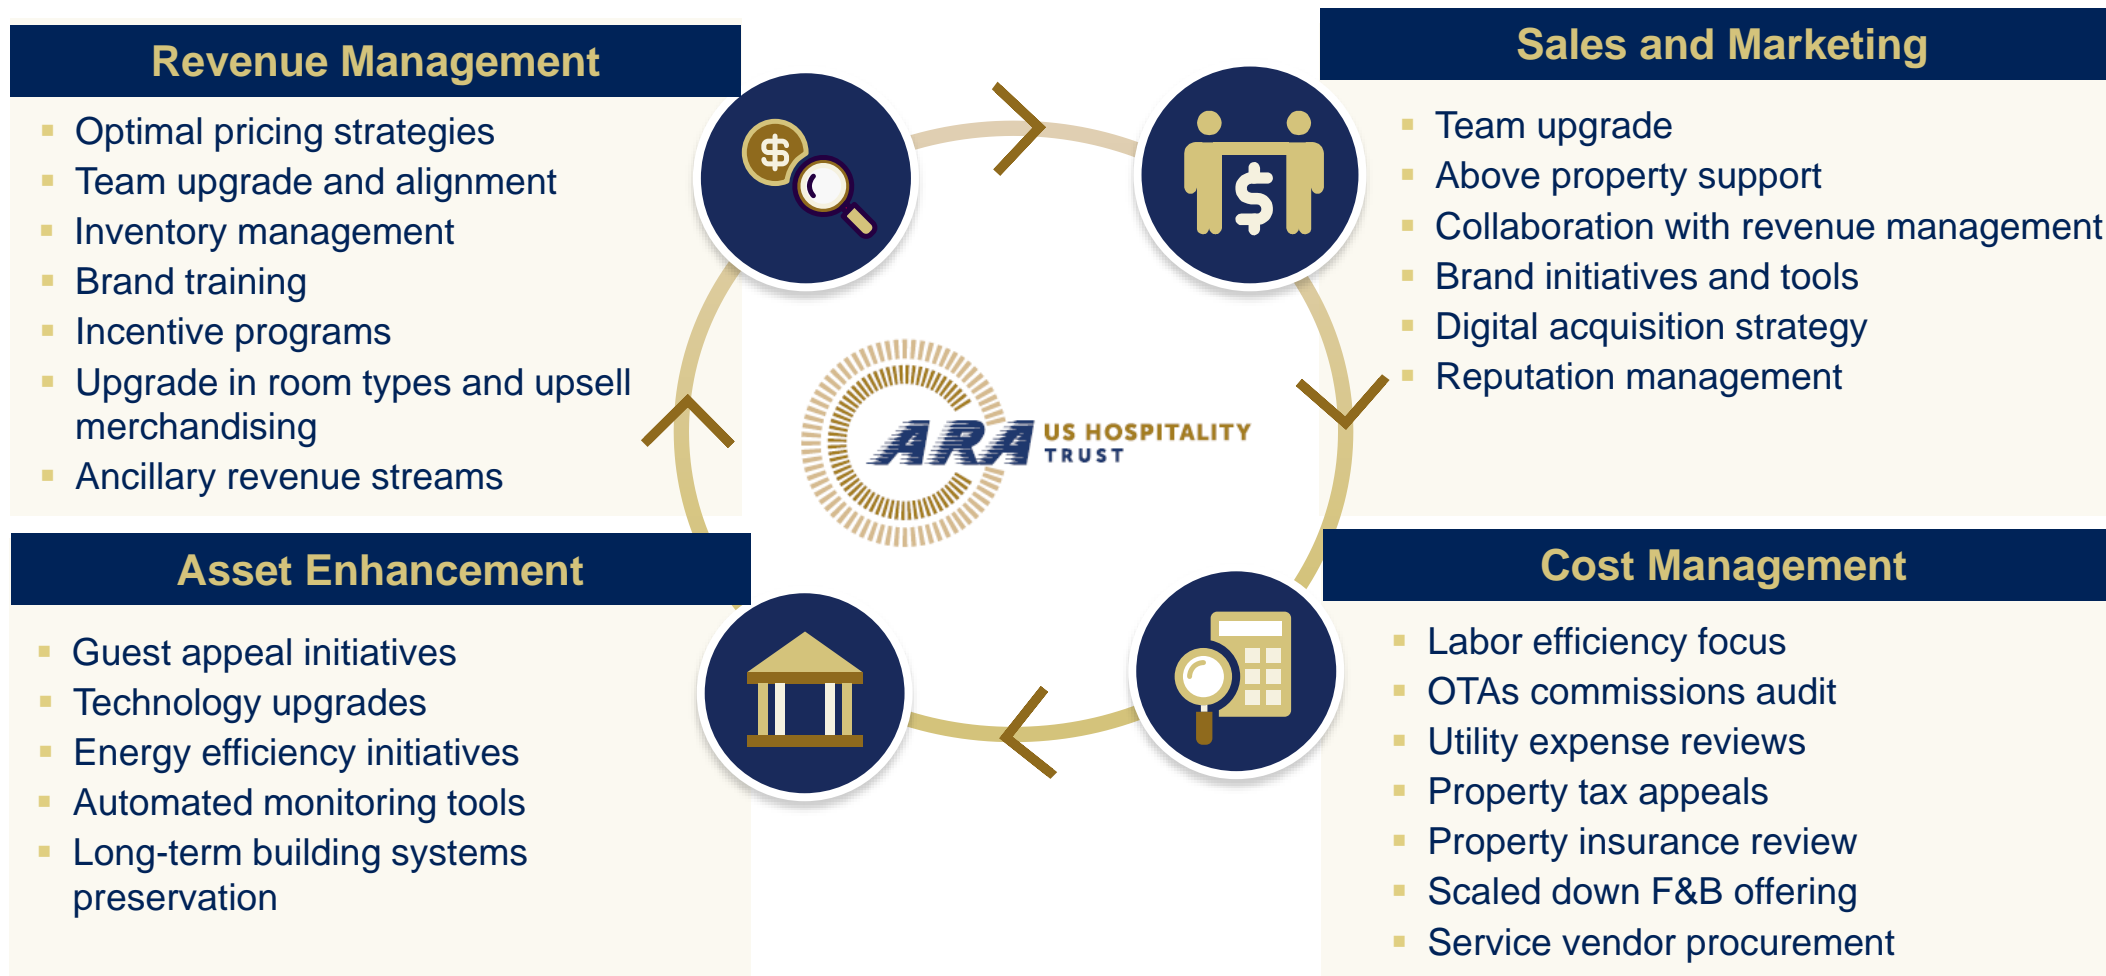 Revenue Management
Optimal pricing strategies
Team upgrade and alignment
Inventory management
Brand training
Incentive programs
Upgrade in room types and upsell
merchandising
Ancillary revenue streams
$
Sales and Marketing
Team upgrade
Above property support
Collaboration with revenue management
Brand initiatives and tools
Digital acquisition strategy
Reputation management
$
ARA US HOSPITALITY
TRUST
Asset Enhancement
Guest appeal initiatives
Technology upgrades
Energy efficiency initiatives
Automated monitoring tools
Long-term building systems
preservation
Cost Management
Labor efficiency focus
OTAs commissions audit
Utility expense reviews
Property tax appeals
Property insurance review
Scaled down F&B offering
Service vendor procurement